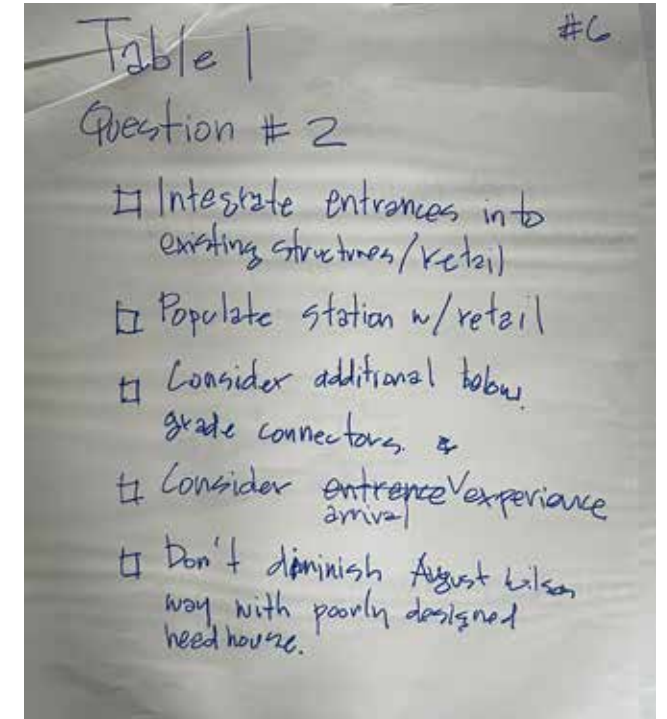 Table 1 #6
Question # 2
Integrate entrances into
existing structures/retail
Populate station w/retail
Consider additional below
grade connectors. &
Consider entrence experience
arrival
Don't diminish August Wilson
way with poorly designed
head house.